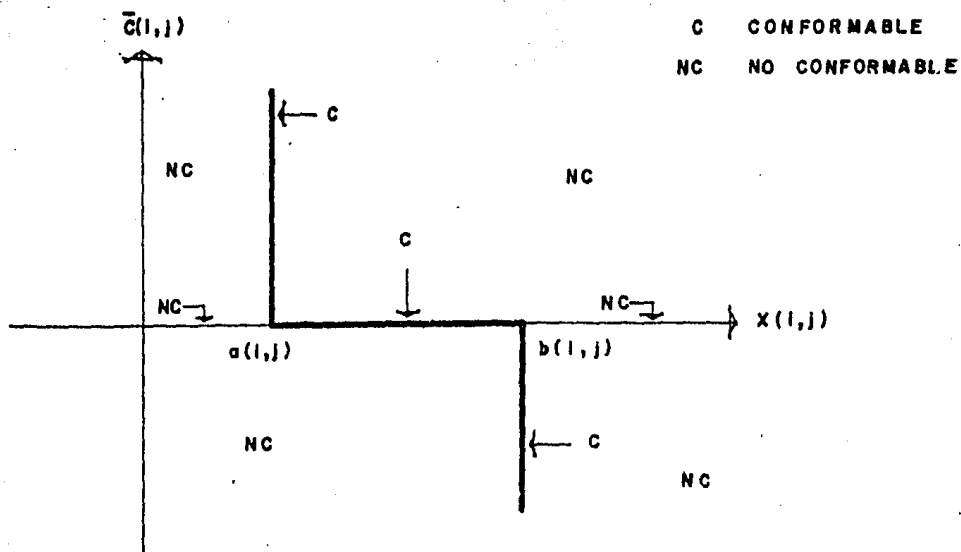 c̄(i,j)
C CONFORMABLE
NC NO CONFORMABLE
C
NC
NC
C
NC
NC
X(i,j)
a(i,j)
b(i,j)
NC
C
NC